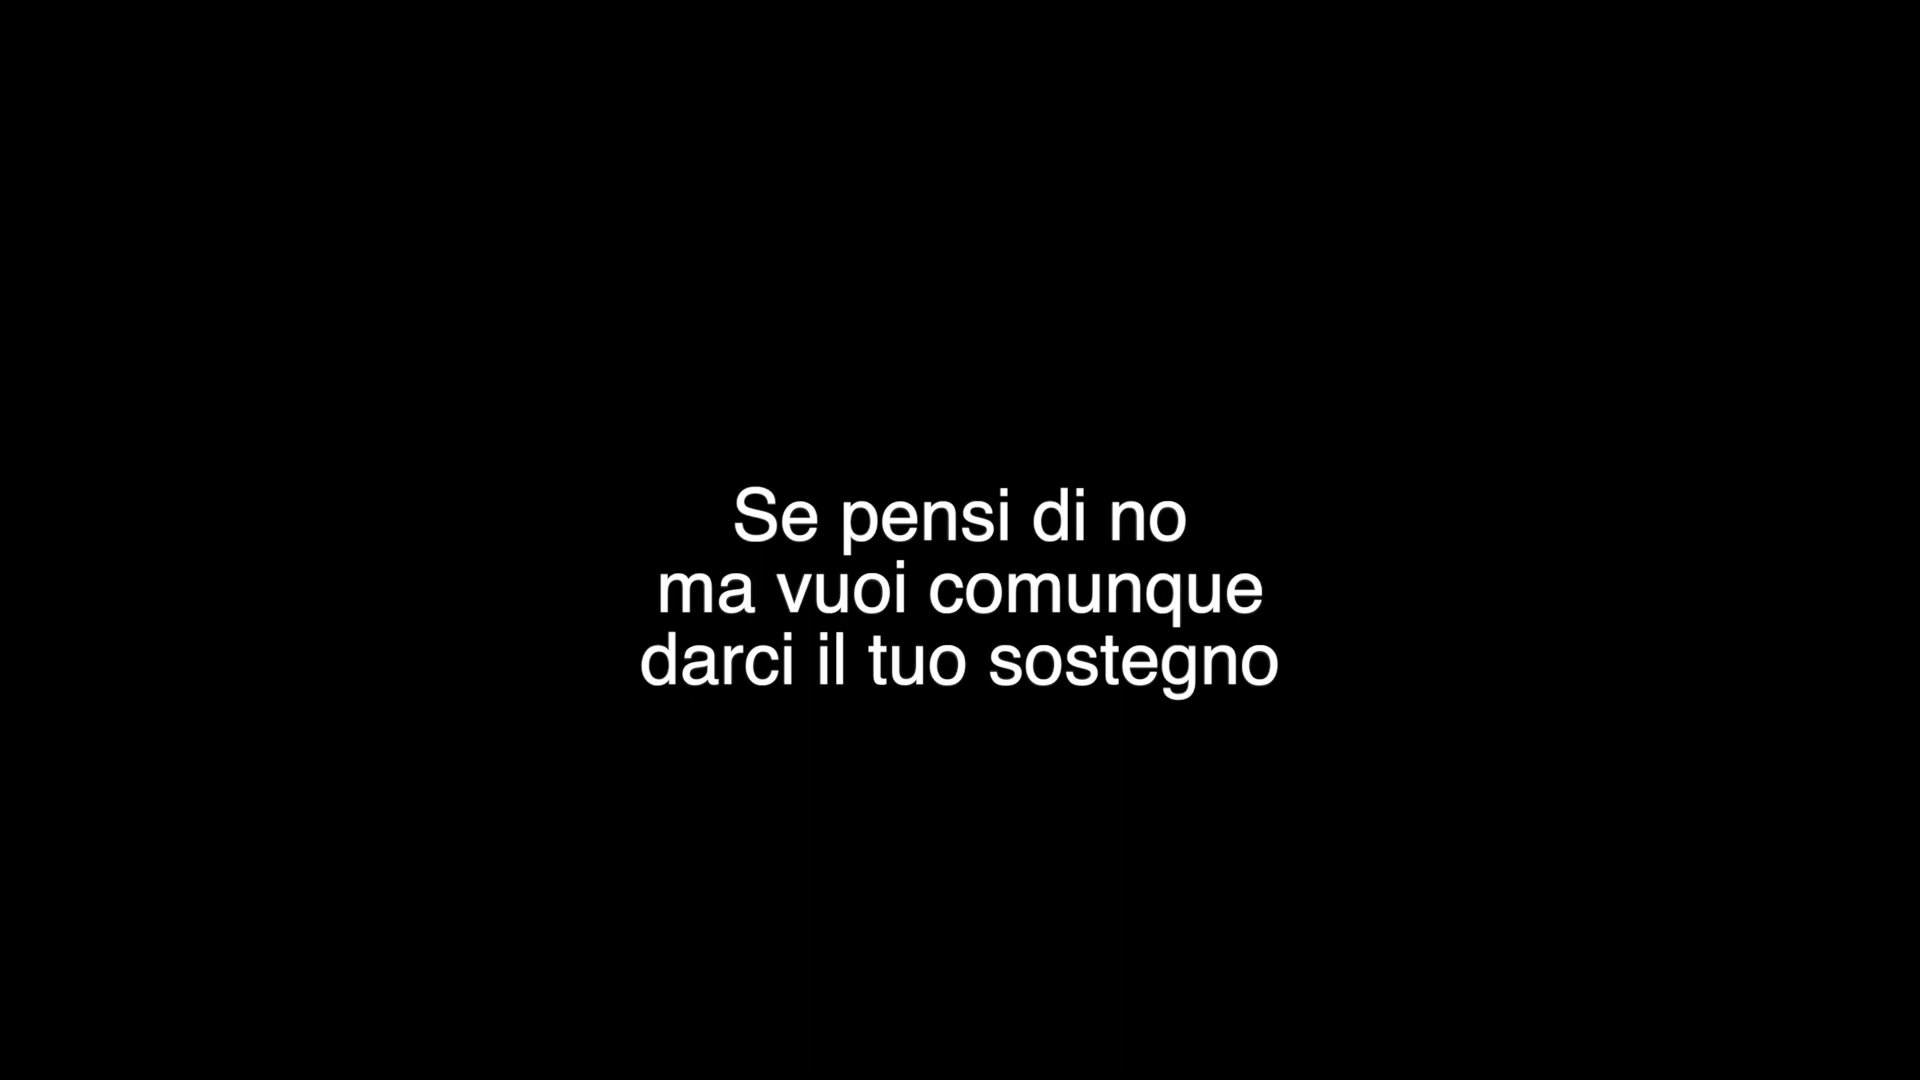 Se pensi di no
ma vuoi comunque
darci il tuo sostegno